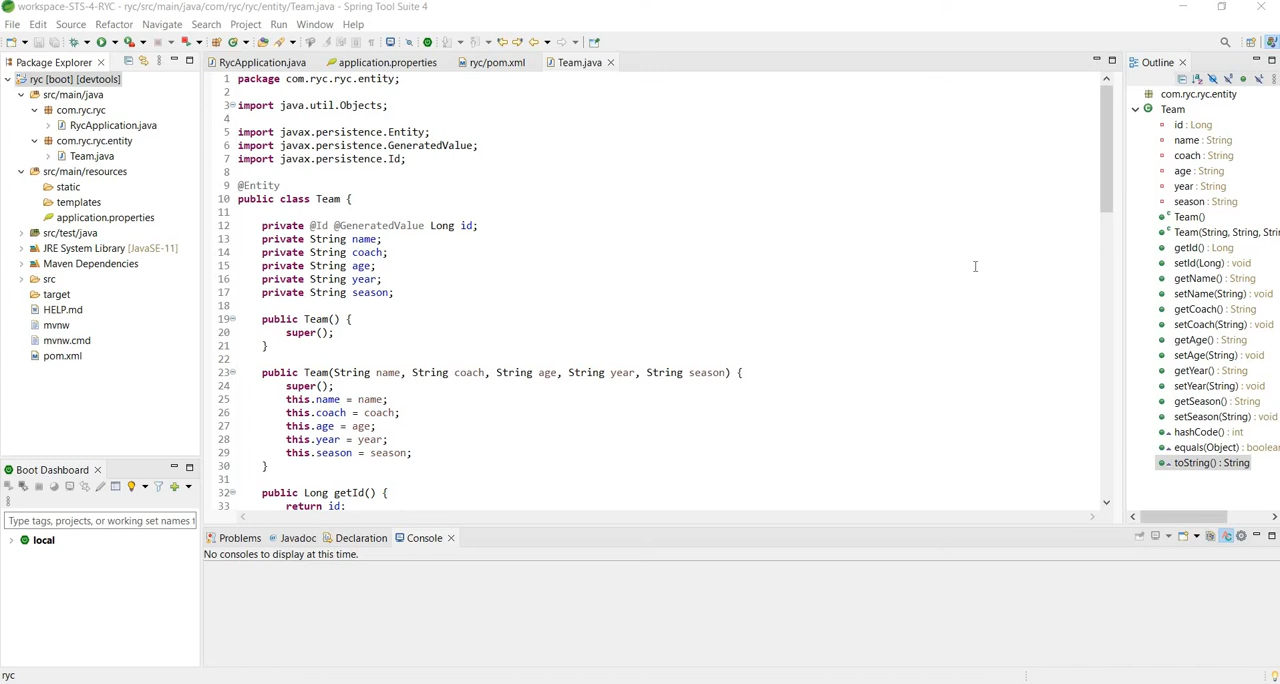 workspace-STS-4-RYC - ryc/src/main/java/com/ryc/ryc/entity/Team.java - Spring Tool Suite 4
File Edit Source Refactor Navigate Search Project Run Window Help
Package Explorer
ryc [boot] [devtools]
src/main/java
com.ryc.ryc
RycApplication.java
com.ryc.ryc.entity
Team.java
src/main/resources
static
templates
application.properties
src/test/java
JRE System Library [JavaSE-11]
Maven Dependencies
src
target
HELP.md
mvnw
mvnw.cmd
pom.xml
Boot Dashboard
Type tags, projects, or working set names
local
RycApplication.java application.properties ryc/pom.xml Team.java
1 package com.ryc.ryc.entity;
2
3 import java.util.Objects;
4
5 import javax.persistence.Entity;
6 import javax.persistence.GeneratedValue;
7 import javax.persistence.Id;
8
9 @Entity
10 public class Team {
11
12 private @Id @GeneratedValue Long id;
13 private String name;
14 private String coach;
15 private String age;
16 private String year;
17 private String season;
18
19 public Team() {
20 super();
21 }
22
23 public Team(String name, String coach, String age, String year, String season) {
24 super();
25 this.name = name;
26 this.coach = coach;
27 this.age = age;
28 this.year = year;
29 this.season = season;
30 }
31
32 public Long getId() {
33 return id;
Problems Javadoc Declaration Console
No consoles to display at this time.
Outline
com.ryc.ryc.entity
Team
id : Long
name : String
coach : String
age : String
year : String
season : String
Team()
Team(String, String, Stri
getId() : Long
setId(Long) : void
getName() : String
setName(String) : void
getCoach() : String
setCoach(String) : void
getAge() : String
setAge(String) : void
getYear() : String
setYear(String) : void
getSeason() : String
setSeason(String) : void
hashCode() : int
equals(Object) : boolea
toString() : String
ryc